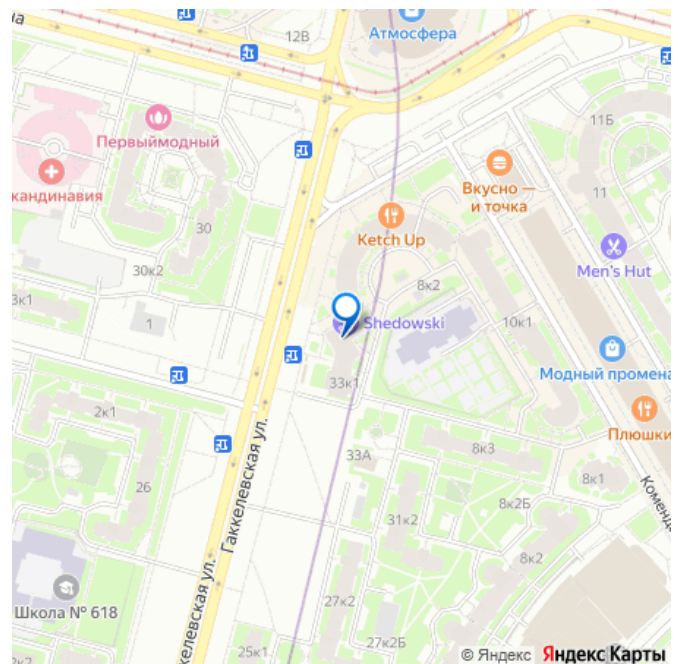 на
12В
Атмосфера
Первыймодный
11Б
кандинавия
Вкусно —
и точка
11
30
Ketch Up
Men's Hut
30к2
8к2
3к1
1
Shedowski
10к1
Модный промена
33к1
2к1
Плюшки
33А
8к3
8к1
26
Гаккелевская ул.
8к2Б
Коменда
31к2
8к2
Школа № 618
27к2
келевская ул.
25к1
27к2Б
© Яндекс Яндекс Карты